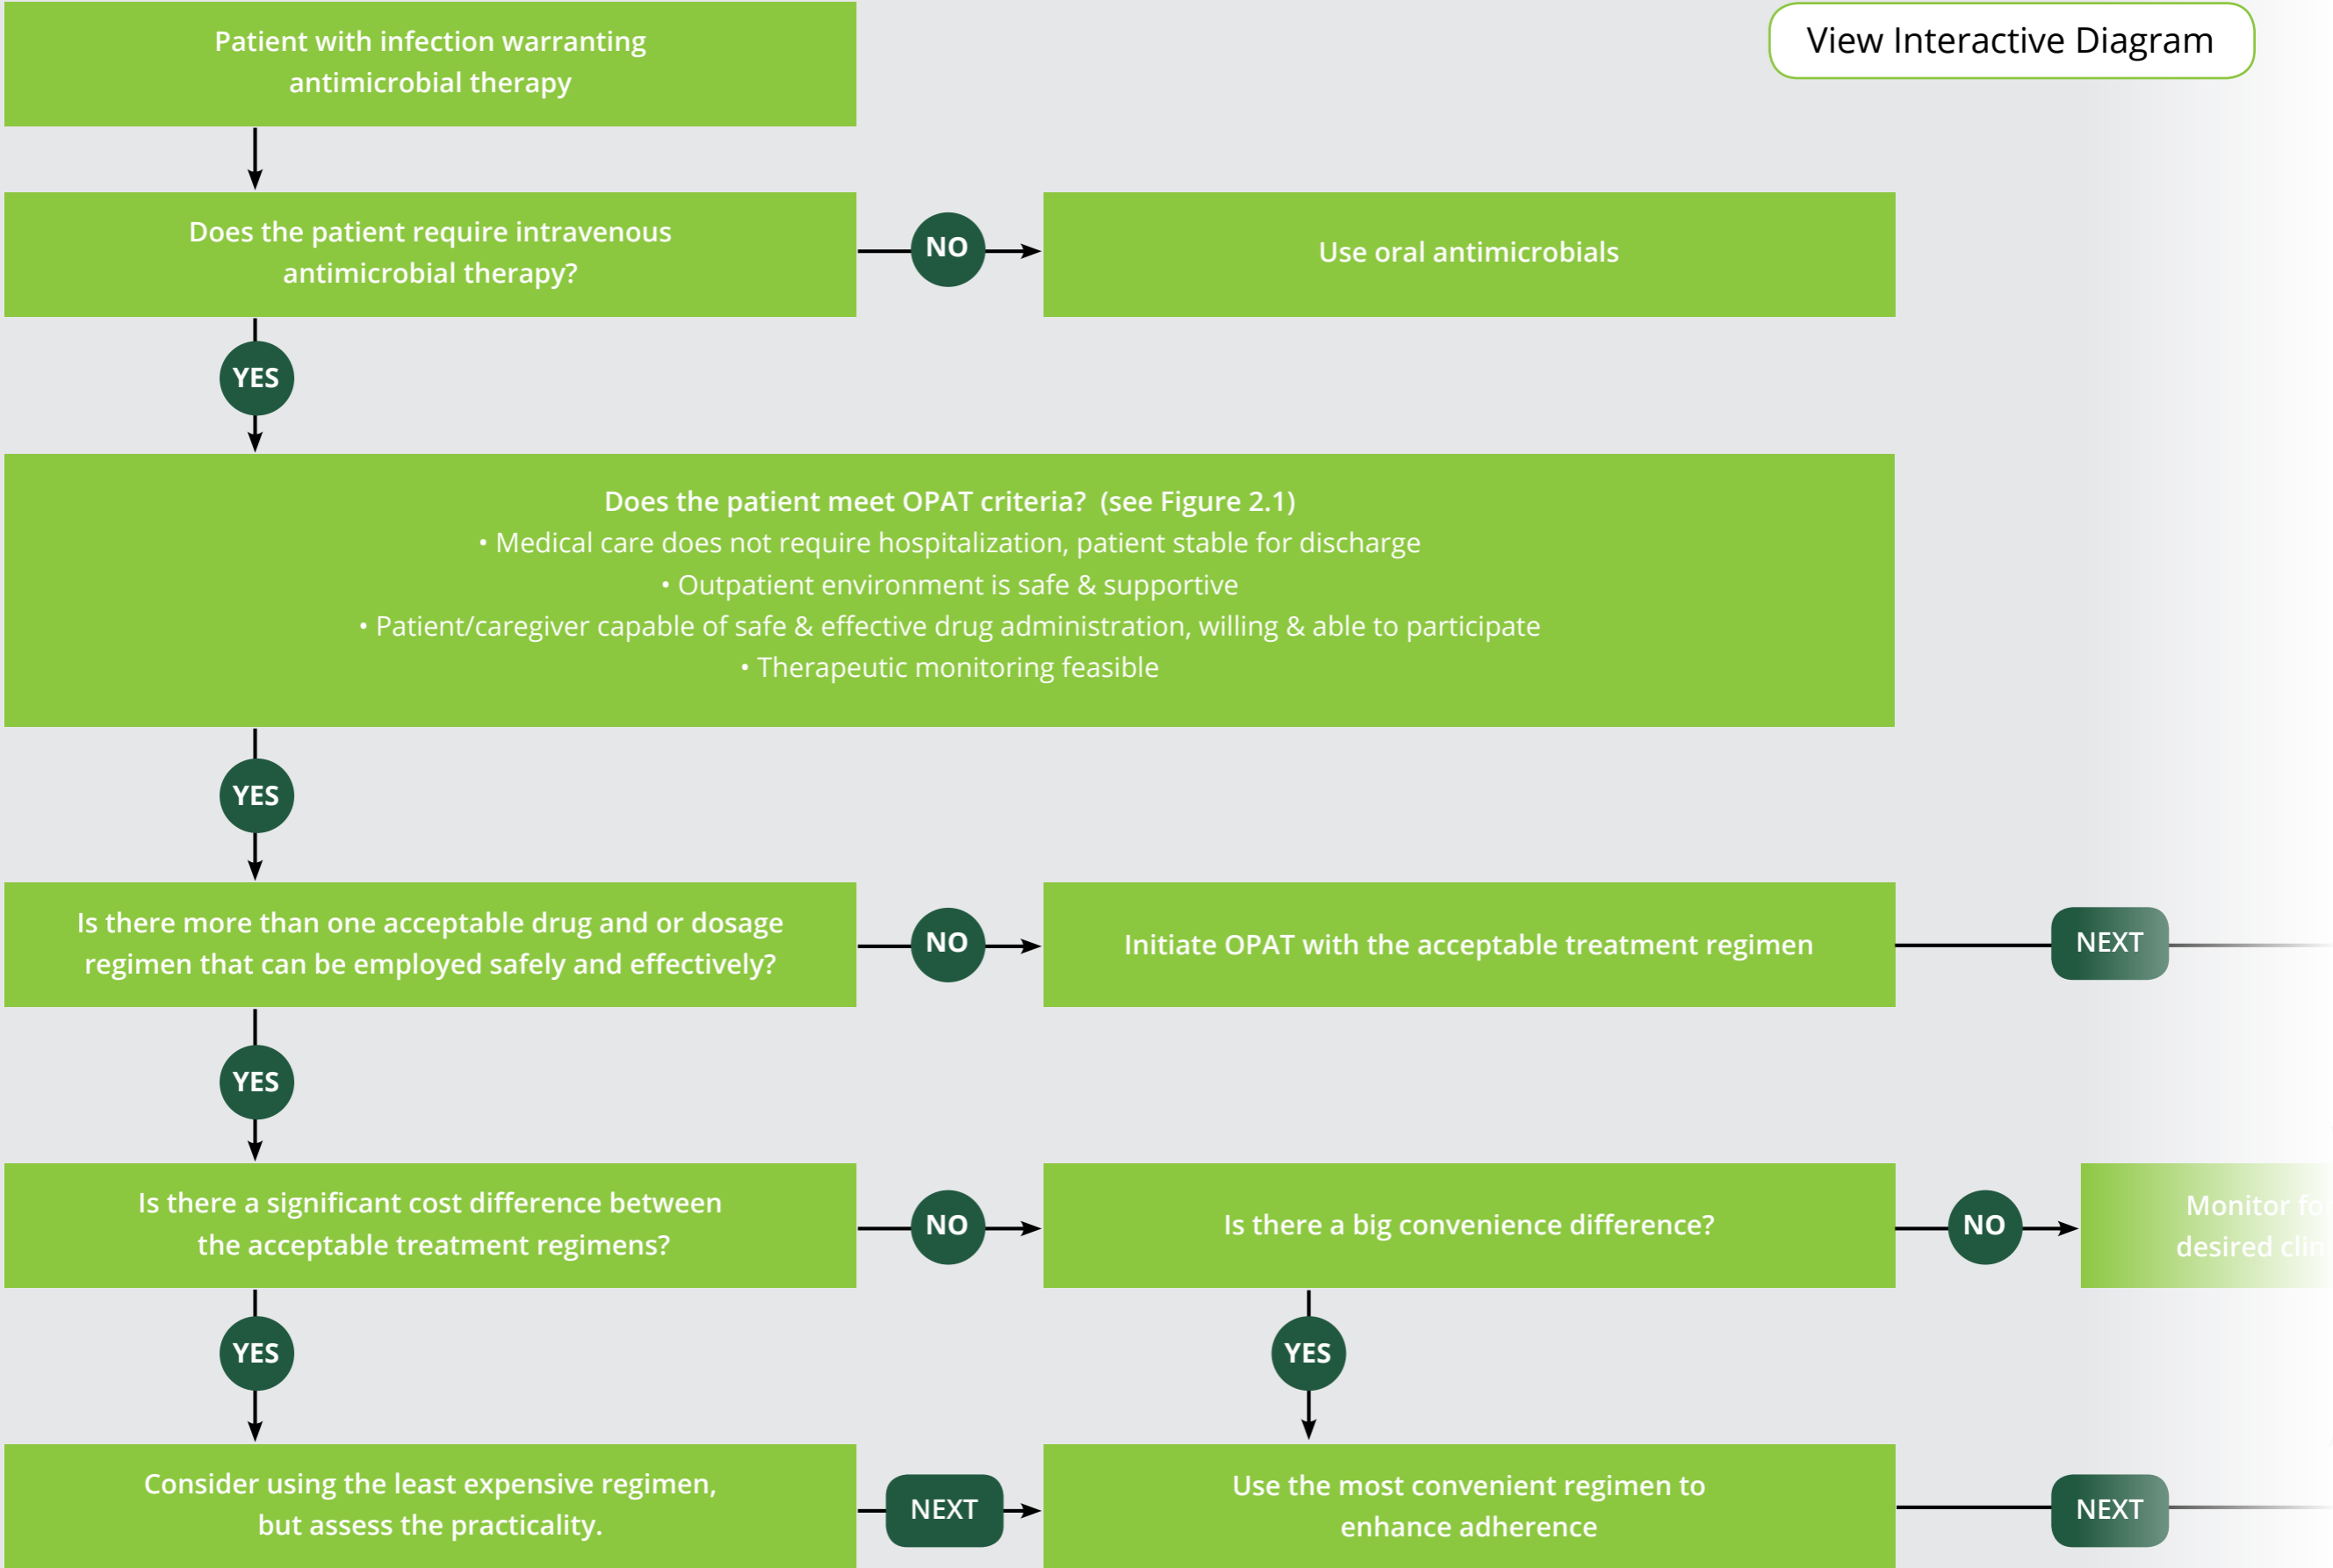 View Interactive Diagram
Patient with infection warranting
antimicrobial therapy
Does the patient require intravenous
antimicrobial therapy?
NO
Use oral antimicrobials
YES
Does the patient meet OPAT criteria? (see Figure 2.1)
• Medical care does not require hospitalization, patient stable for discharge
• Outpatient environment is safe & supportive
• Patient/caregiver capable of safe & effective drug administration, willing & able to participate
• Therapeutic monitoring feasible
YES
Is there more than one acceptable drug and or dosage
regimen that can be employed safely and effectively?
NO
Initiate OPAT with the acceptable treatment regimen
NEXT
YES
Is there a significant cost difference between
the acceptable treatment regimens?
NO
Is there a big convenience difference?
NO
Monitor
desired
YES
YES
Consider using the least expensive regimen,
but assess the practicality.
NEXT
Use the most convenient regimen to
enhance adherence
NEXT